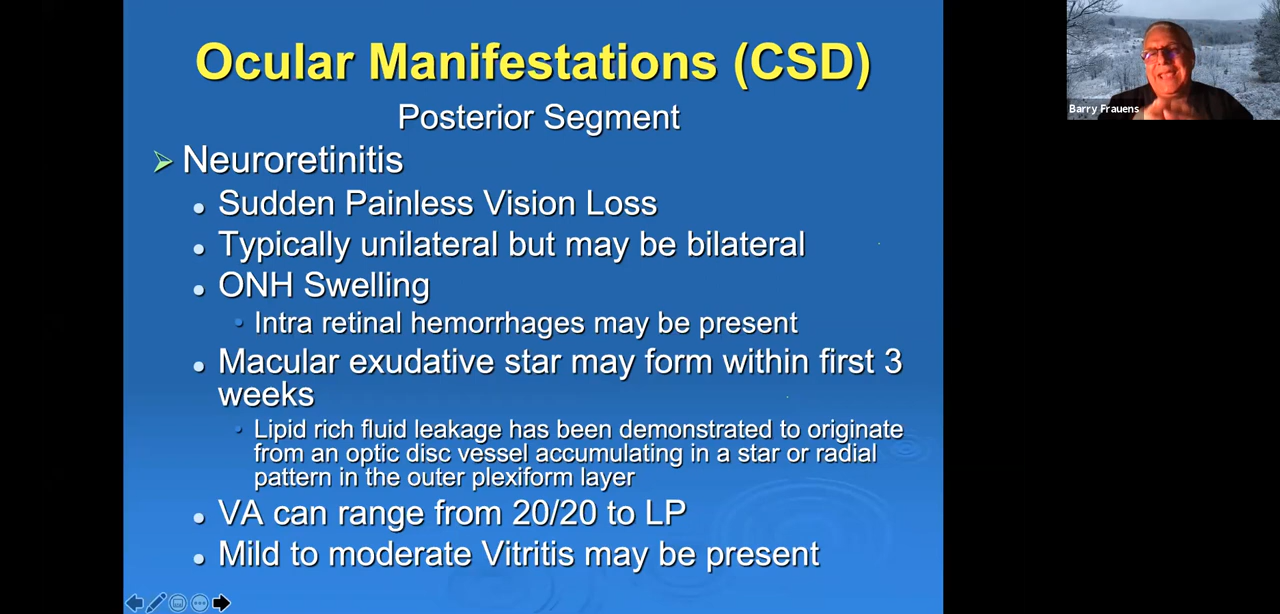 Ocular Manifestations (CSD)
Posterior Segment
Neuroretinitis
Sudden Painless Vision Loss
Typically unilateral but may be bilateral
ONH Swelling
Intra retinal hemorrhages may be present
Macular exudative star may form within first 3
weeks
Lipid rich fluid leakage has been demonstrated to originate
from an optic disc vessel accumulating in a star or radial
pattern in the outer plexiform layer
VA can range from 20/20 to LP
Mild to moderate Vitritis may be present
Barry Frauens